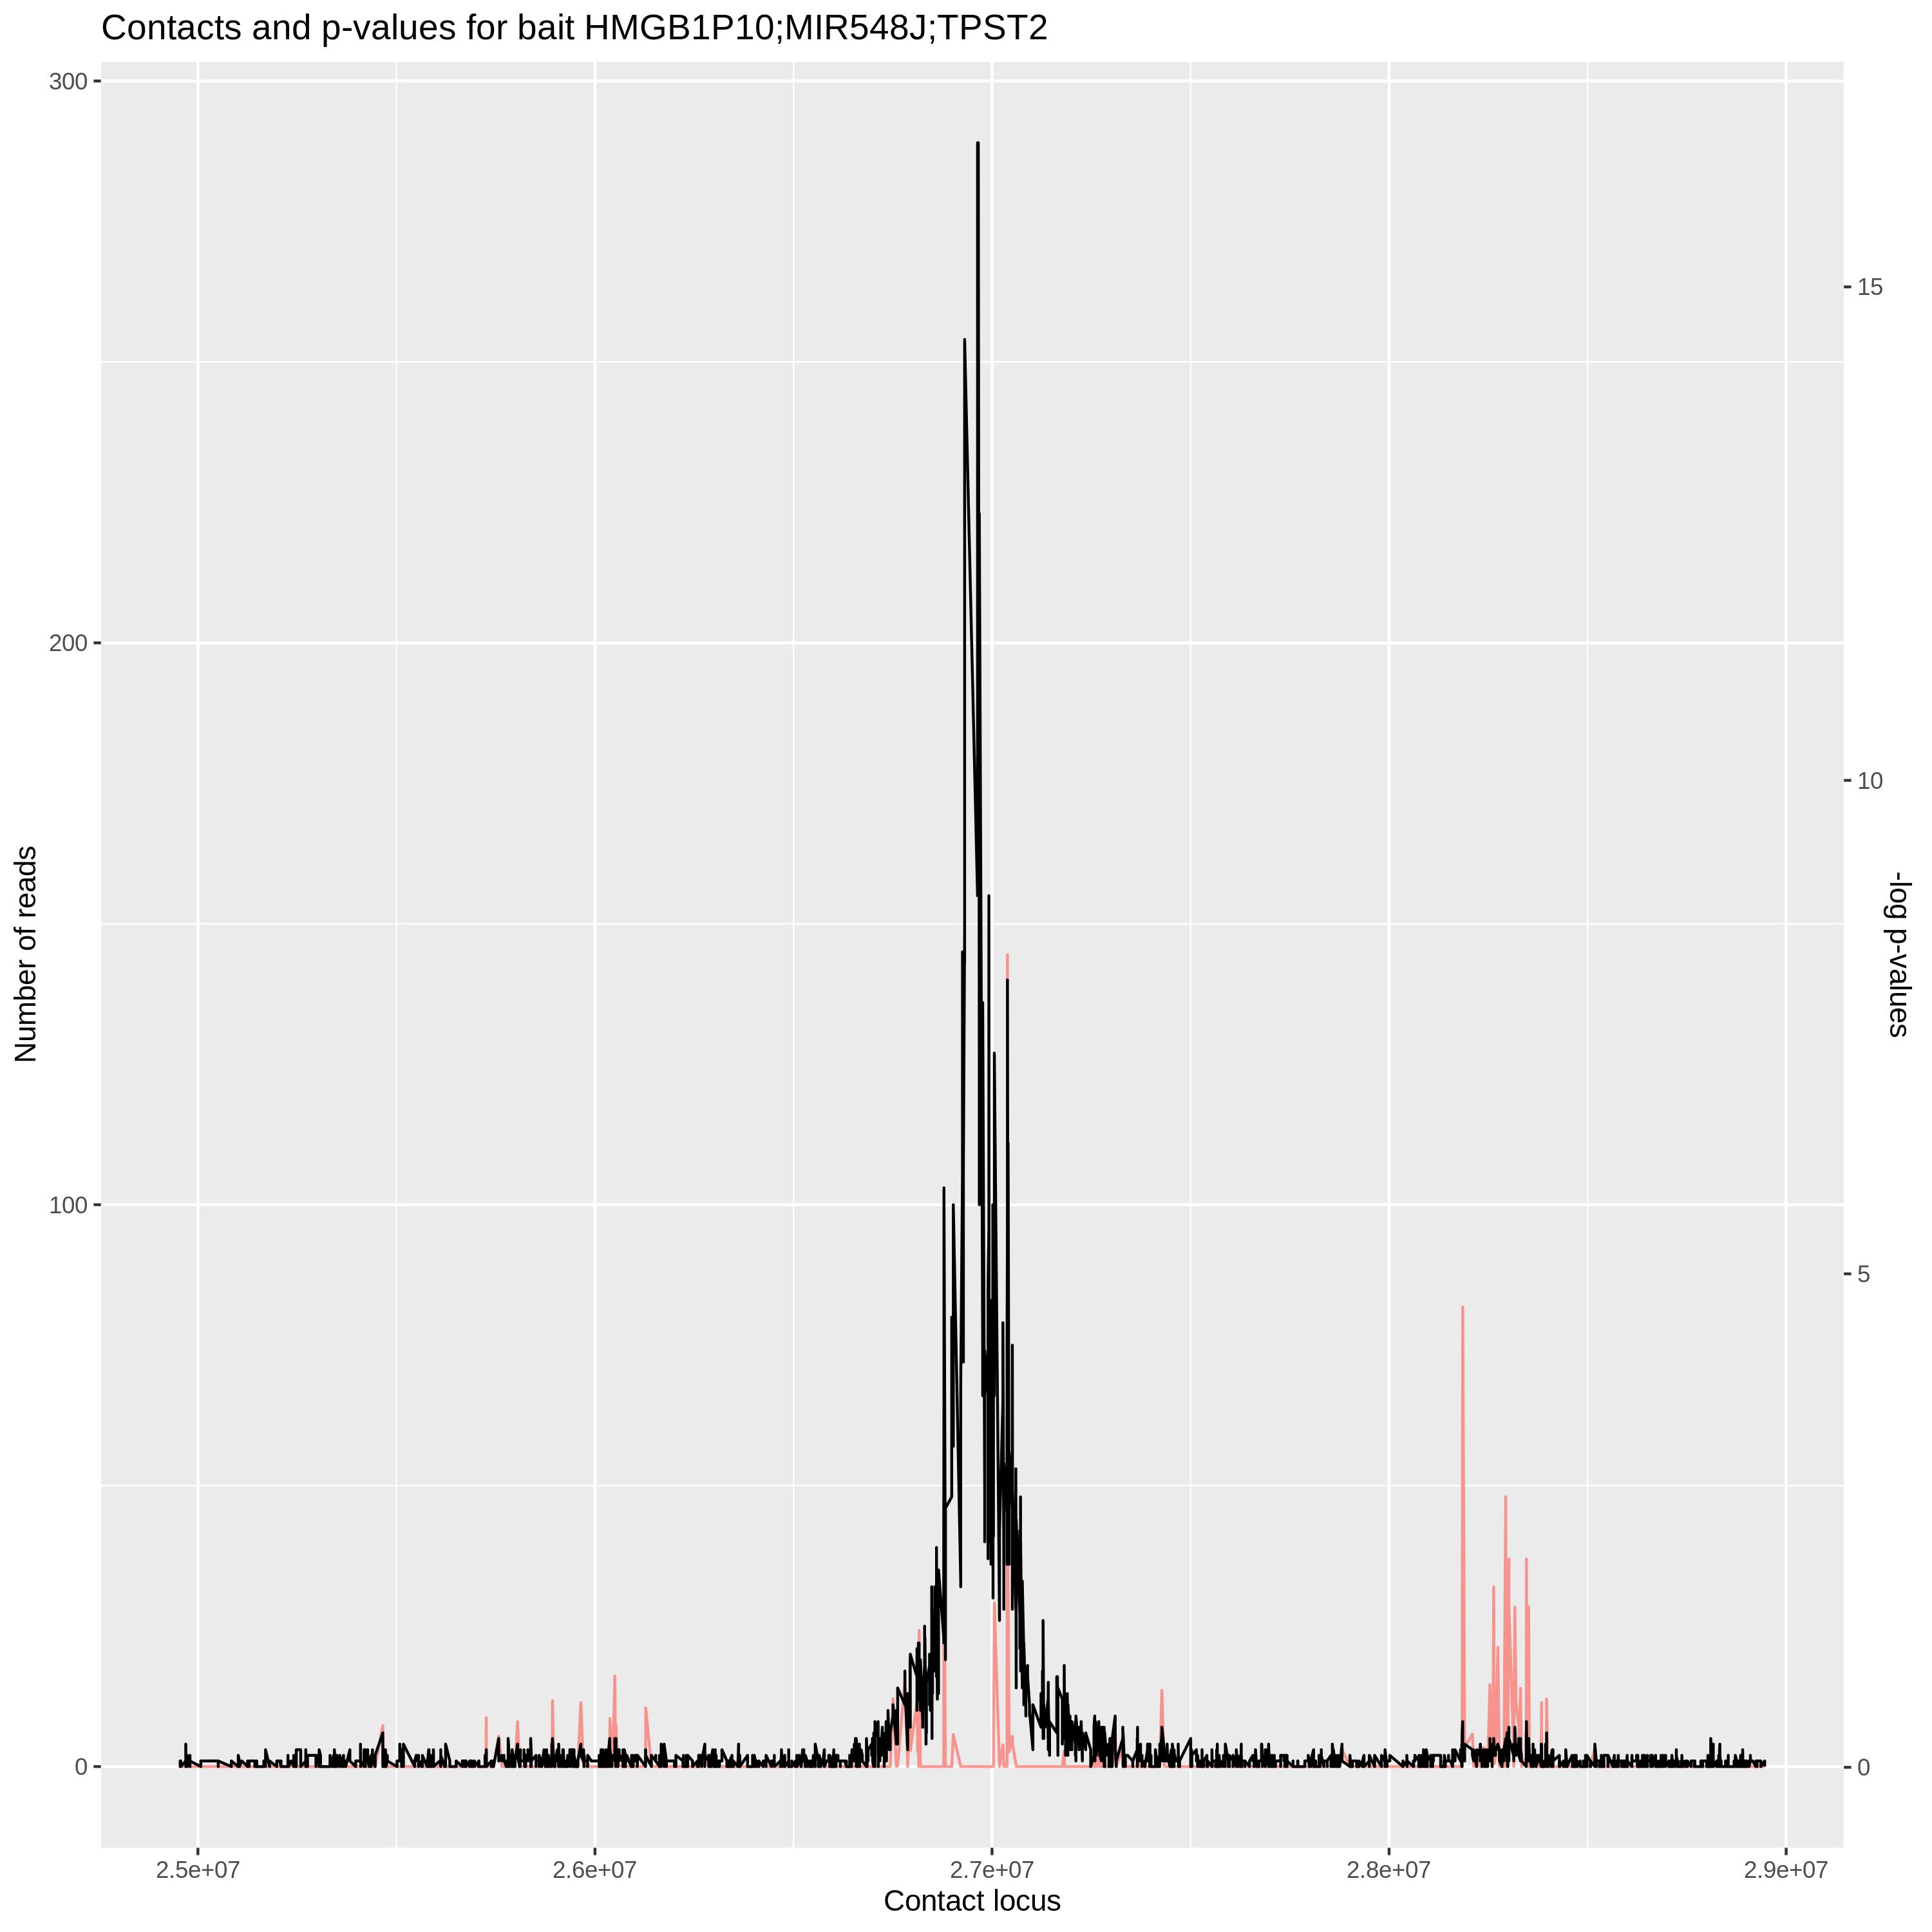 Contacts and p-values for bait HMGB1P10;MIR548J;TPST2
300
200
100
0
Number of reads
15
10
5
0
-log p-values
2.5e+07 2.6e+07 2.7e+07 2.8e+07 2.9e+07
Contact locus